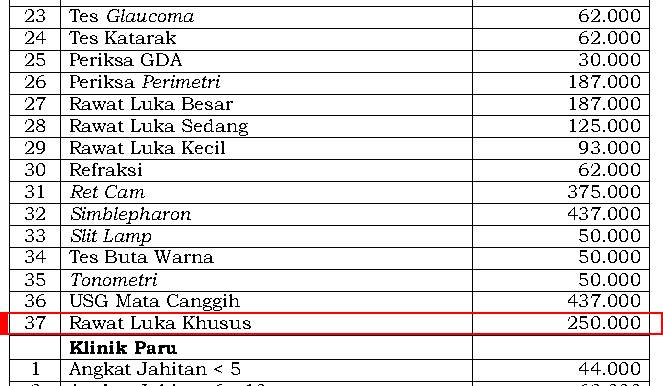 23 Tes Glaucoma 62.000
24 Tes Katarak 62.000
25 Periksa GDA 30.000
26 Periksa Perimetri 187.000
27 Rawat Luka Besar 187.000
28 Rawat Luka Sedang 125.000
29 Rawat Luka Kecil 93.000
30 Refraksi 62.000
31 Ret Cam 375.000
32 Simblepharon 437.000
33 Slit Lamp 50.000
34 Tes Buta Warna 50.000
35 Tonometri 50.000
36 USG Mata Canggih 437.000
37 Rawat Luka Khusus 250.000
Klinik Paru
1 Angkat Jahitan < 5 44.000